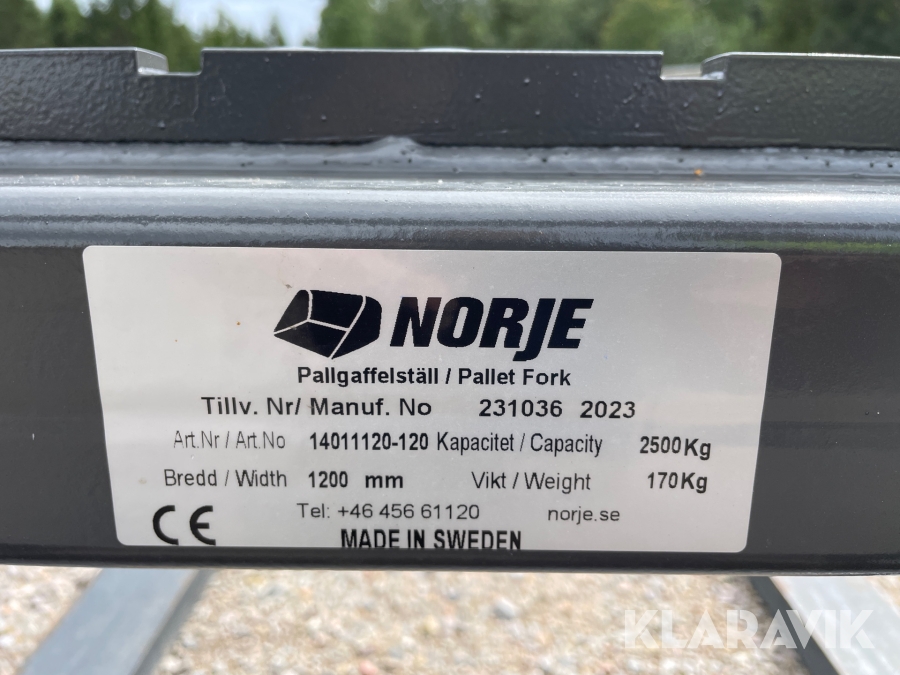 NORJE
Pallgaffelställ / Pallet Fork
Tillv. Nr/ Manuf. No 231036 2023
Art.Nr / Art.No 14011120-120 Kapacitet / Capacity 2500Kg
Bredd / Width 1200 mm Vikt / Weight 170Kg
Tel: +46 456 61120 norje.se
CE MADE IN SWEDEN
KLARAVIK